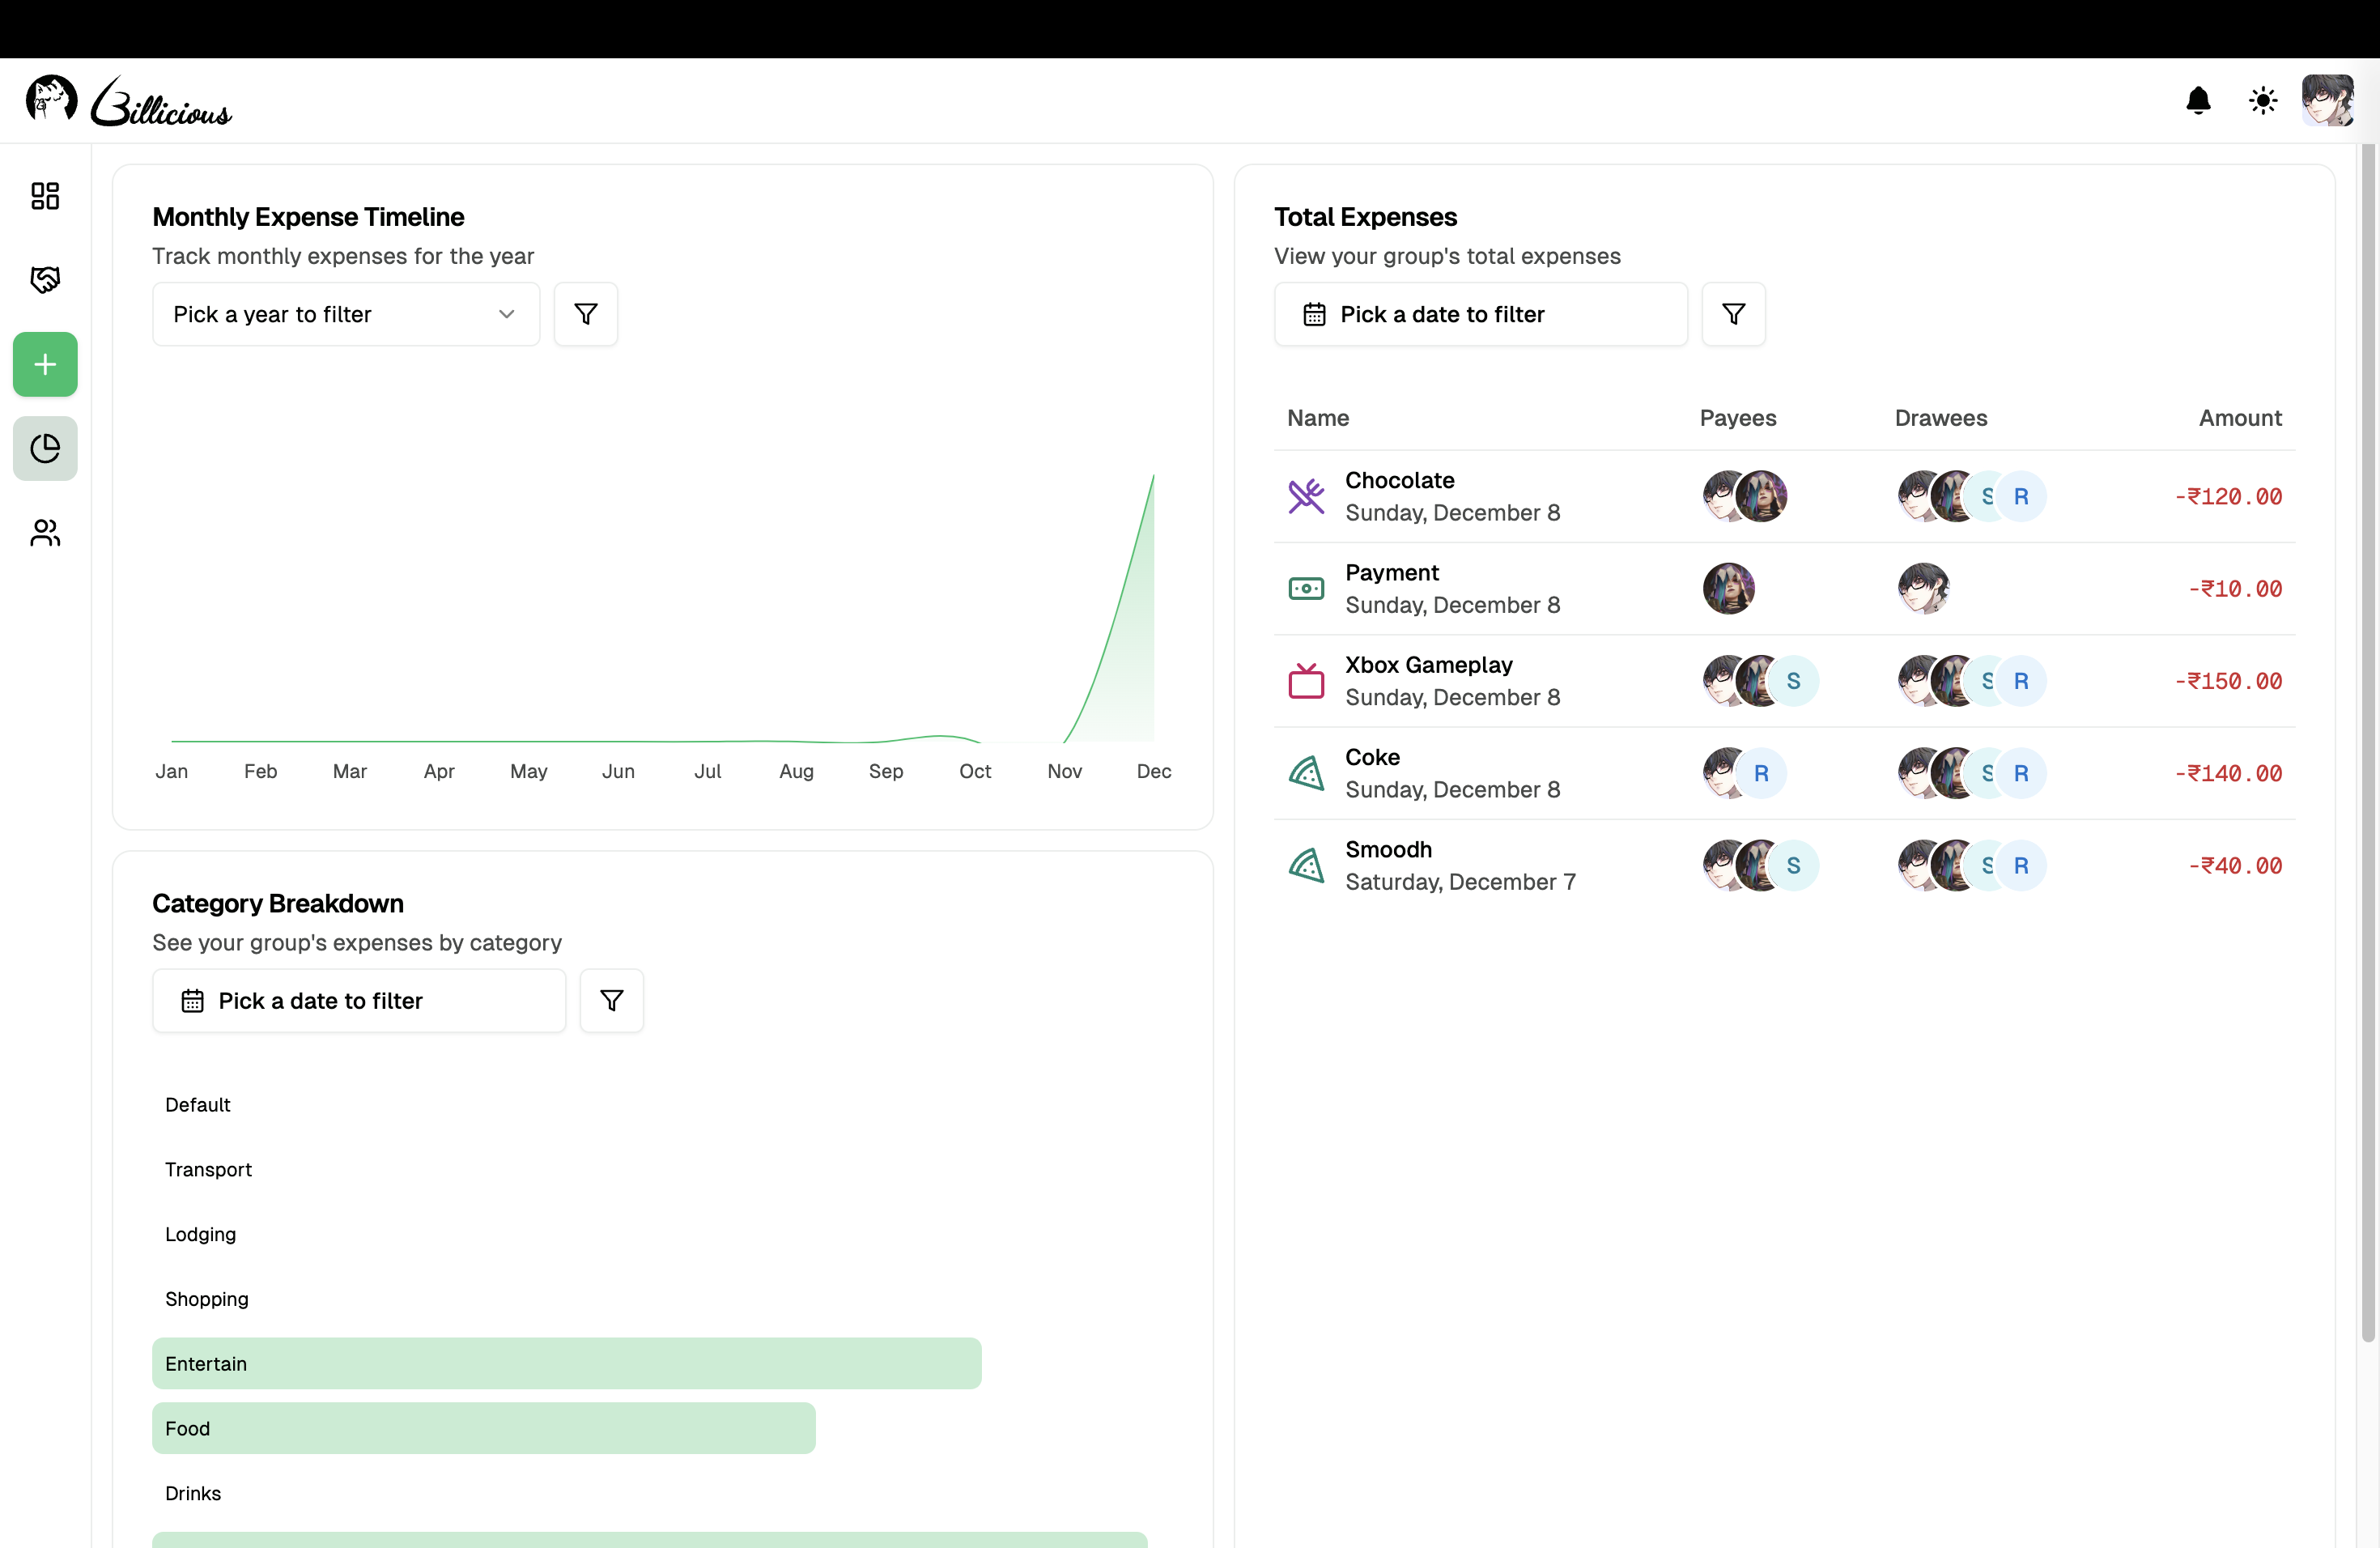 Billicious
Monthly Expense Timeline
Track monthly expenses for the year
Pick a year to filter
Jan Feb Mar Apr May Jun Jul Aug Sep Oct Nov Dec
Category Breakdown
See your group's expenses by category
Pick a date to filter
Default
Transport
Lodging
Shopping
Entertain
Food
Drinks
Total Expenses
View your group's total expenses
Pick a date to filter
Name Payees Drawees Amount
Chocolate
Sunday, December 8
S R -₹120.00
Payment
Sunday, December 8
-₹10.00
Xbox Gameplay
Sunday, December 8
S S R -₹150.00
Coke
Sunday, December 8
R S R -₹140.00
Smoodh
Saturday, December 7
S S R -₹40.00